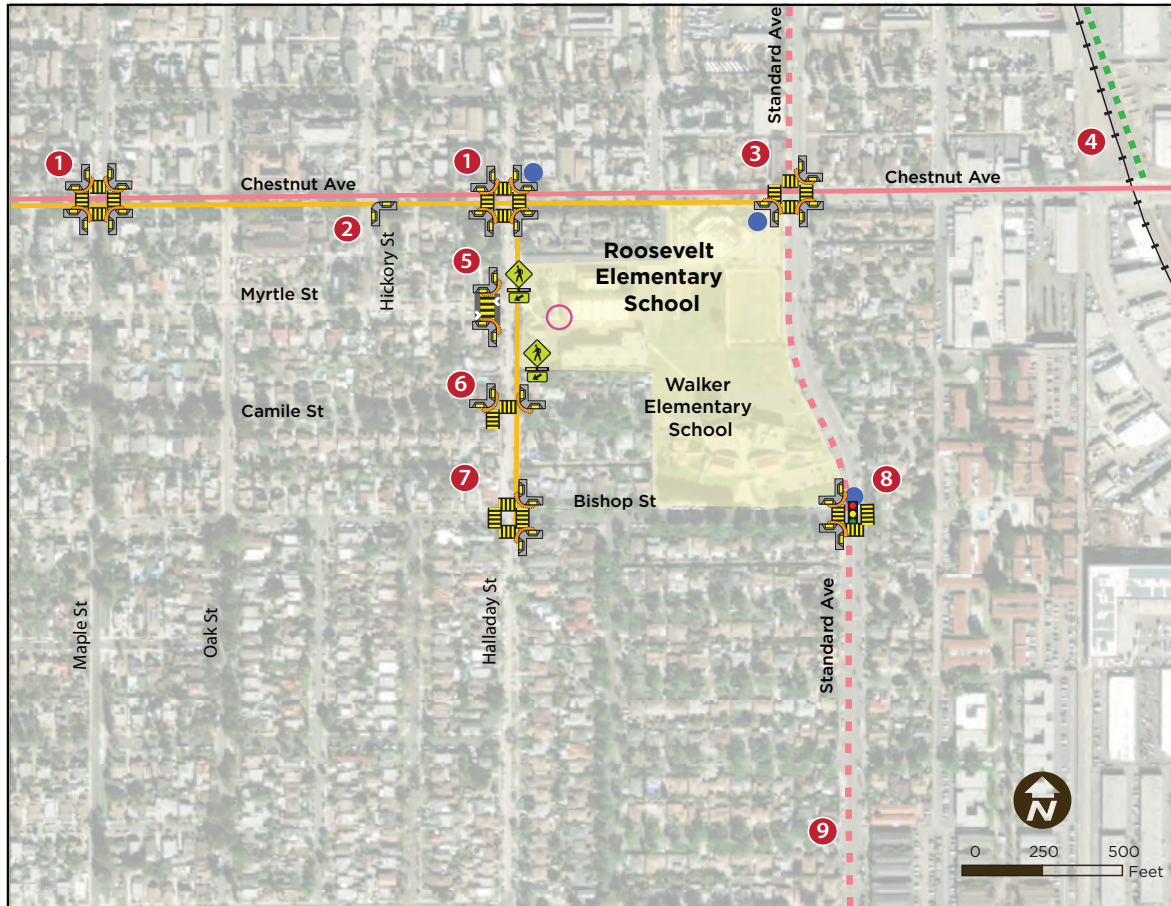 Standard Ave
4
1
1
3
Chestnut Ave
Chestnut Ave
2
Hickory St
5
Roosevelt
Elementary
School
Myrtle St
6
Camile St
Walker
Elementary
School
7
Bishop St
8
Maple St
Oak St
Halladay St
Standard Ave
9
N
0 250 500
Feet